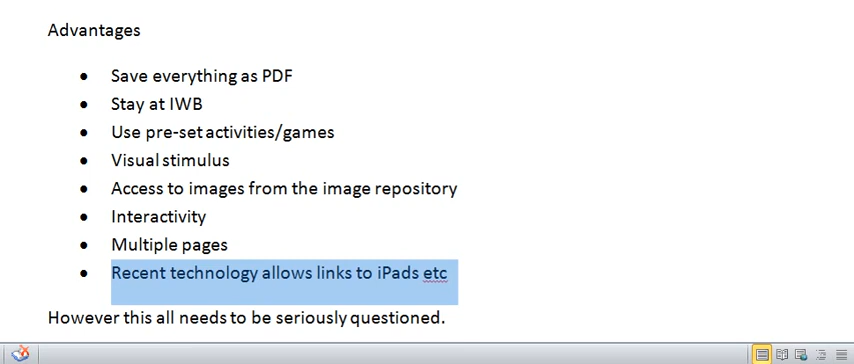 Advantages
• Save everything as PDF
• Stay at IWB
• Use pre-set activities/games
• Visual stimulus
• Access to images from the image repository
• Interactivity
• Multiple pages
• Recent technology allows links to iPads etc
However this all needs to be seriously questioned.